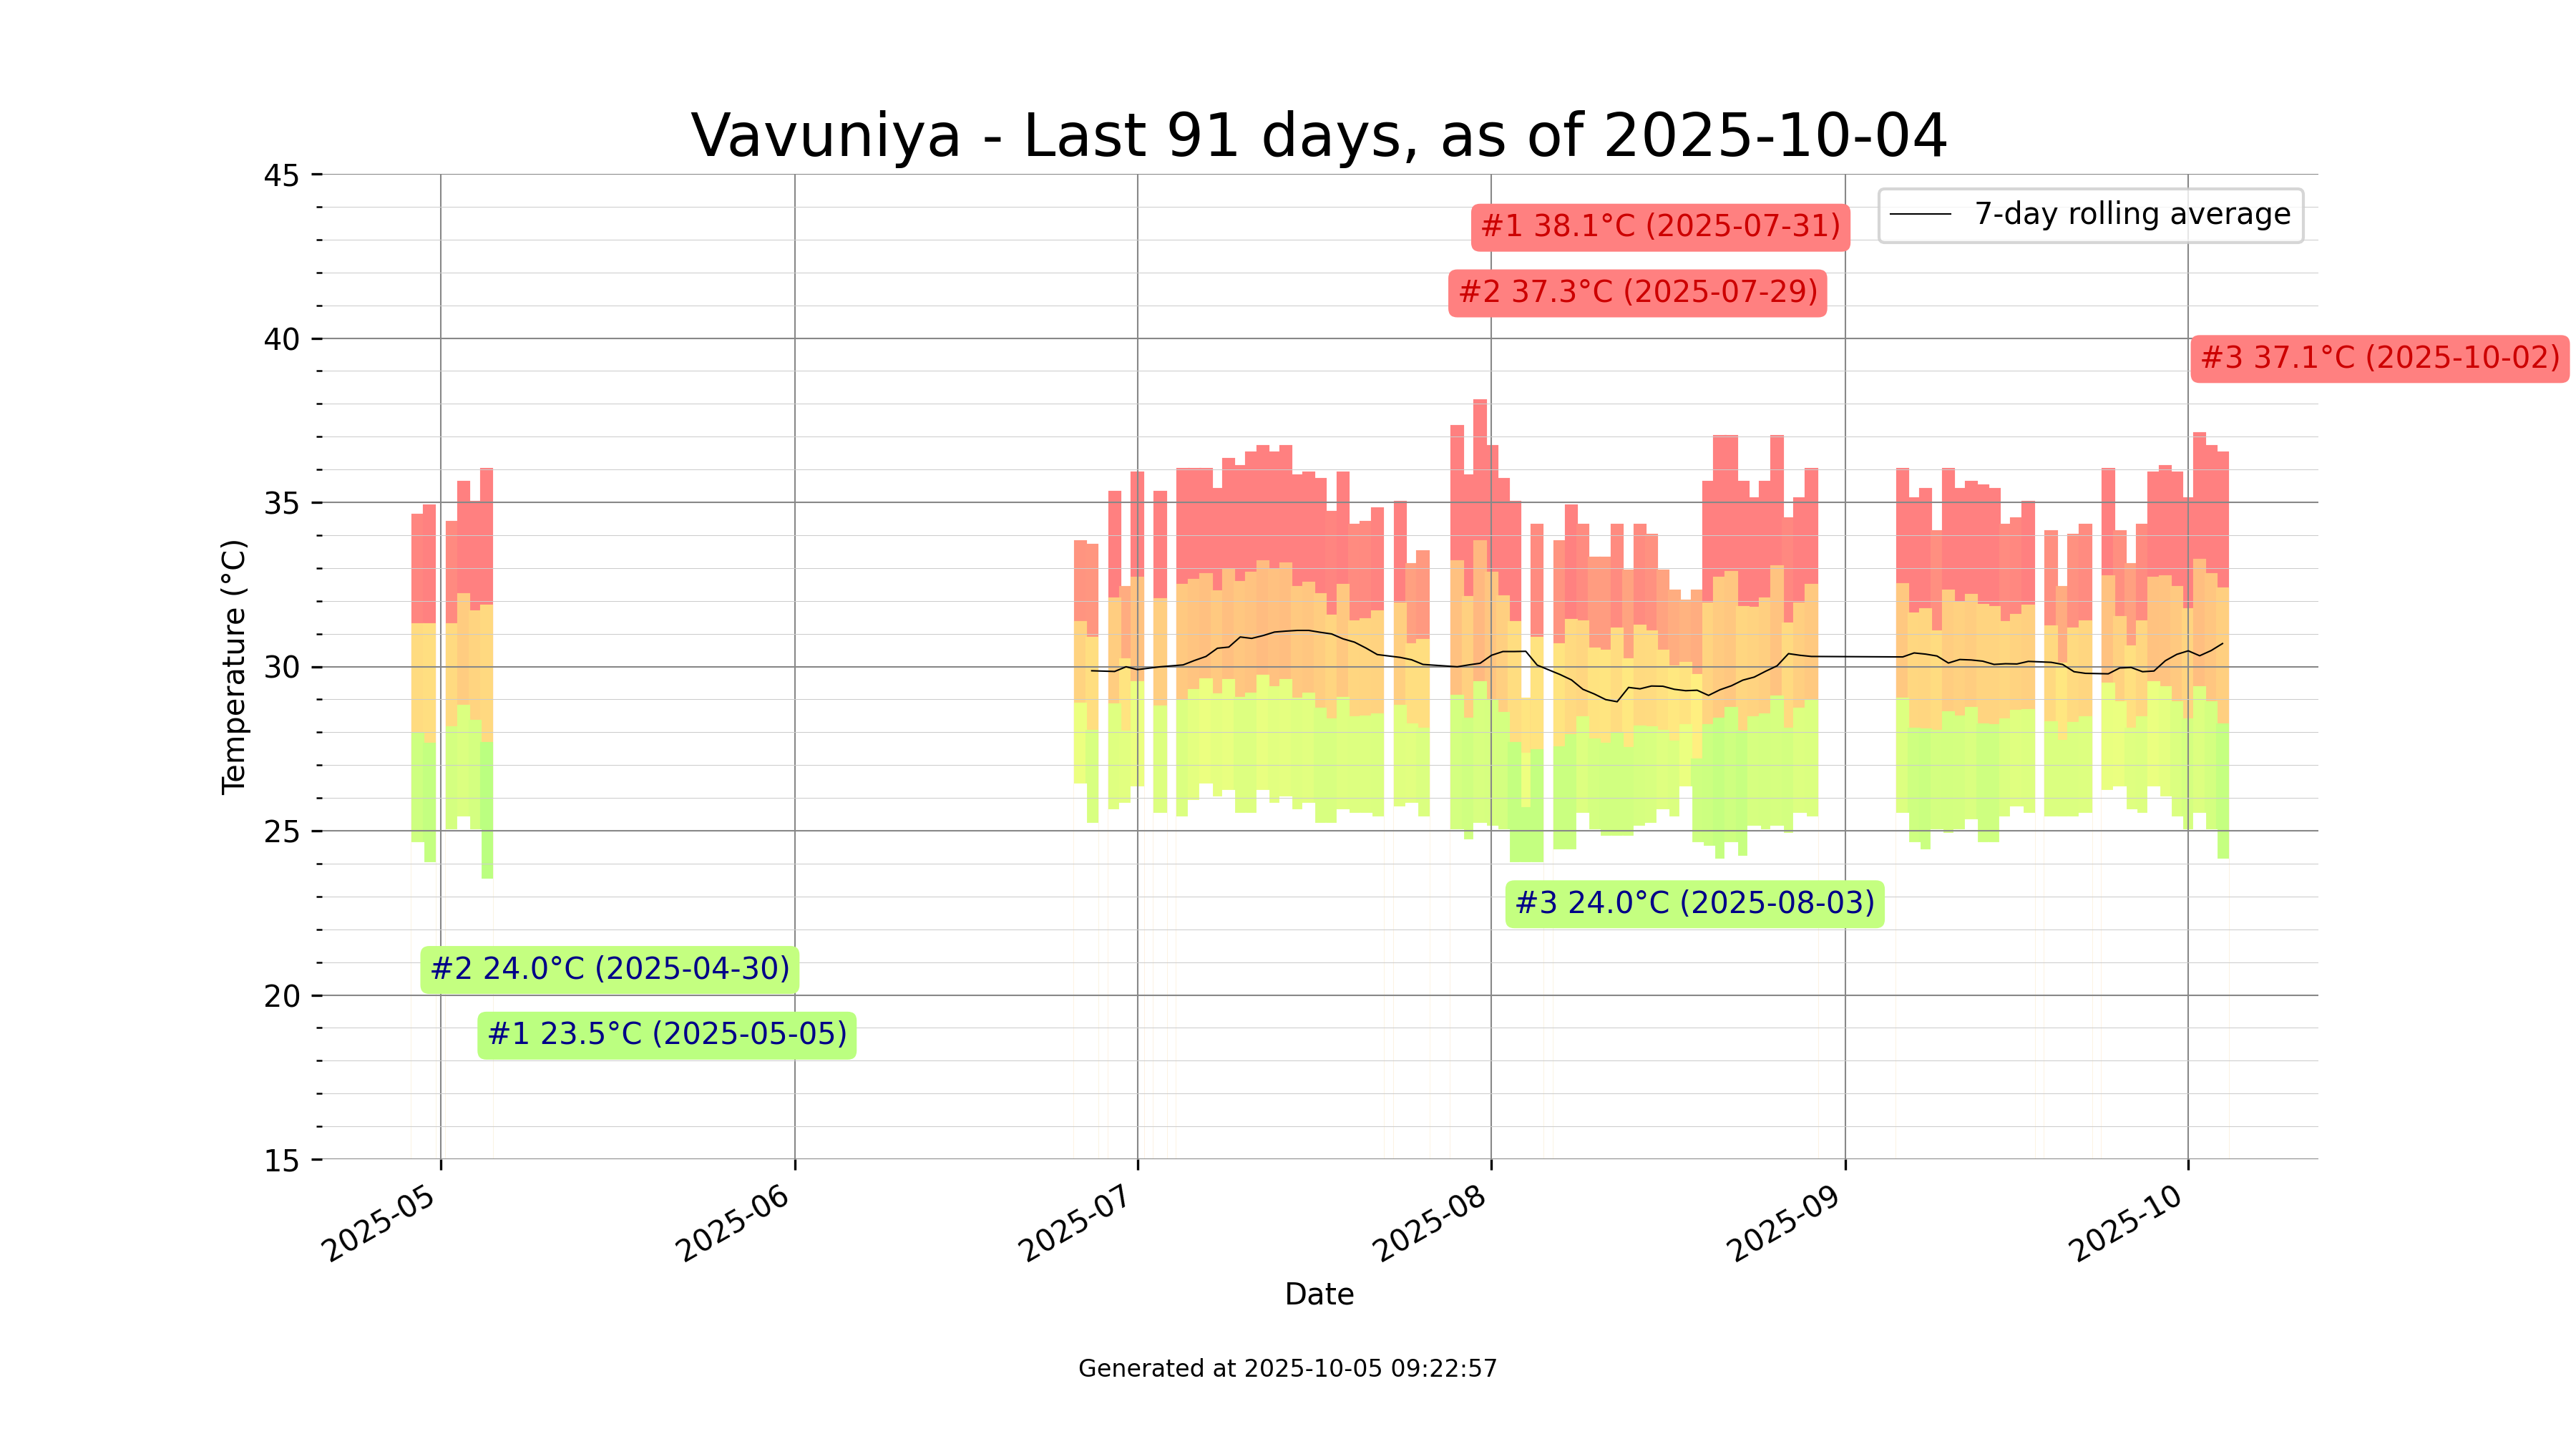 Vavuniya - Last 91 days, as of 2025-10-04
7-day rolling average
#1 38.1°C (2025-07-31)
#2 37.3°C (2025-07-29)
#3 37.1°C (2025-10-02)
#3 24.0°C (2025-08-03)
#2 24.0°C (2025-04-30)
#1 23.5°C (2025-05-05)
Temperature (°C)
45
40
35
30
25
20
15
2025-05
2025-06
2025-07
2025-08
2025-09
2025-10
Date
Generated at 2025-10-05 09:22:57